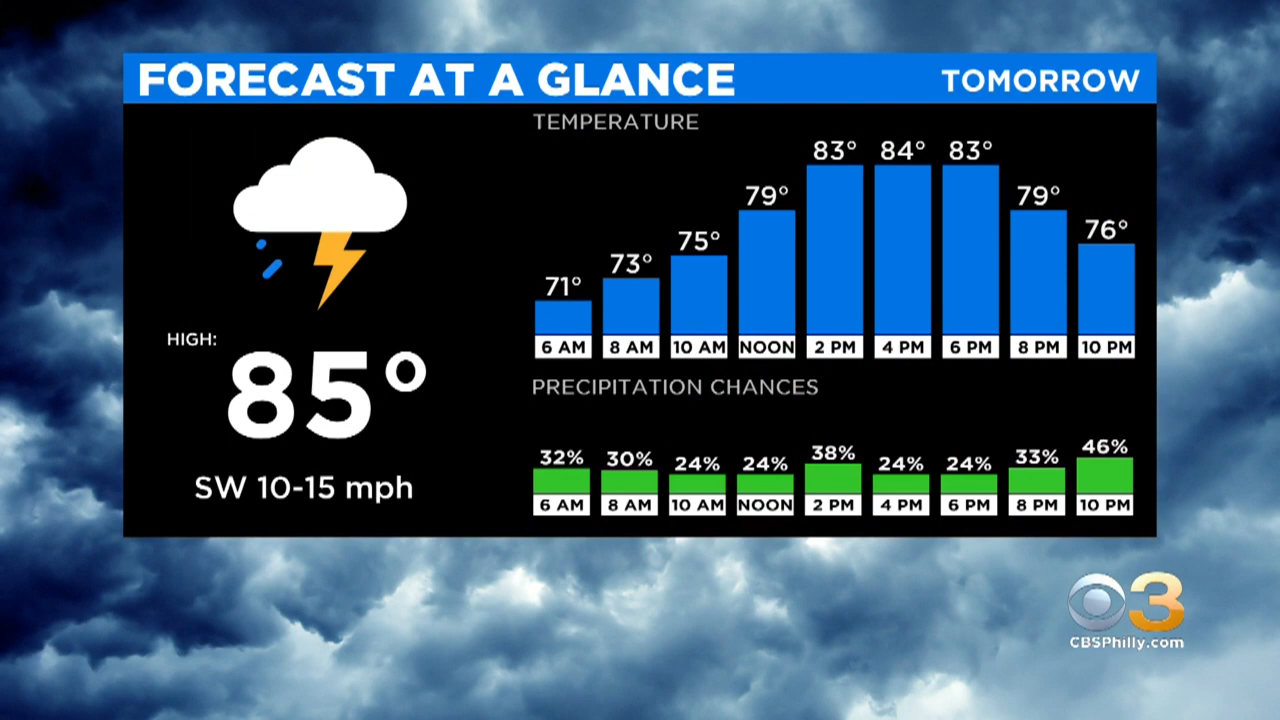 FORECAST AT A GLANCE
TOMORROW
TEMPERATURE
71° 73° 75° 79° 83° 84° 83° 79° 76°
6 AM 8 AM 10 AM NOON 2 PM 4 PM 6 PM 8 PM 10 PM
HIGH:
85°
SW 10-15 mph
PRECIPITATION CHANCES
32% 30% 24% 24% 38% 24% 24% 33% 46%
6 AM 8 AM 10 AM NOON 2 PM 4 PM 6 PM 8 PM 10 PM
3
CBSPhilly.com